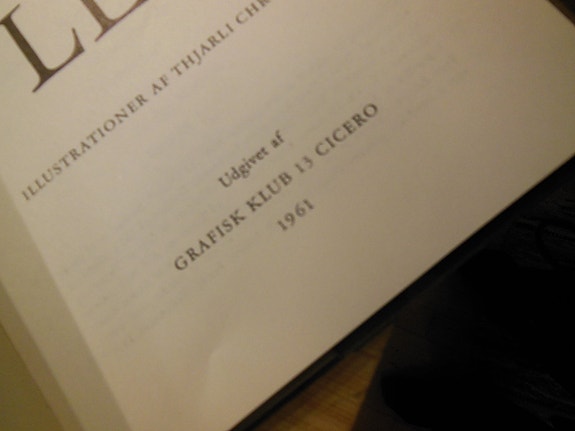 ILLUSTRATIONER AF THJARLI
Udgivet af
GRAFISK KLUB 13 CICERO
1961